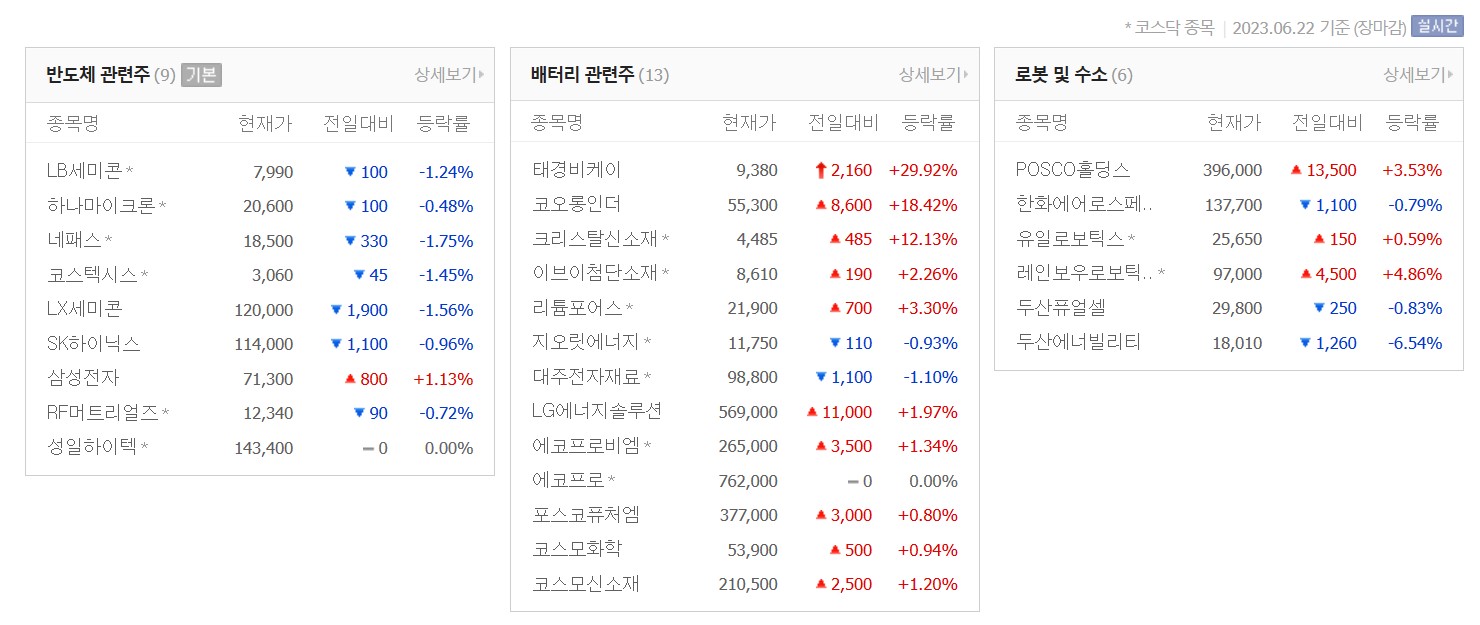 * 코스닥 종목 | 2023.06.22 기준 (장마감) 실시간
반도체 관련주 (9) 기본 상세보기
종목명 현재가 전일대비 등락률
LB세미콘 * 7,990 ▼ 100 -1.24%
하나마이크론 * 20,600 ▼ 100 -0.48%
네패스 * 18,500 ▼ 330 -1.75%
코스텍시스 * 3,060 ▼ 45 -1.45%
LX세미콘 120,000 ▼ 1,900 -1.56%
SK하이닉스 114,000 ▼ 1,100 -0.96%
삼성전자 71,300 ▲ 800 +1.13%
RF머트리얼즈 * 12,340 ▼ 90 -0.72%
성일하이텍 * 143,400 – 0 0.00%
배터리 관련주 (13) 상세보기
종목명 현재가 전일대비 등락률
태경비케이 9,380 ↑ 2,160 +29.92%
코오롱인더 55,300 ▲ 8,600 +18.42%
크리스탈신소재 * 4,485 ▲ 485 +12.13%
이브이첨단소재 * 8,610 ▲ 190 +2.26%
리튬포어스 * 21,900 ▲ 700 +3.30%
지오릿에너지 * 11,750 ▼ 110 -0.93%
대주전자재료 * 98,800 ▼ 1,100 -1.10%
LG에너지솔루션 569,000 ▲ 11,000 +1.97%
에코프로비엠 * 265,000 ▲ 3,500 +1.34%
에코프로 * 762,000 – 0 0.00%
포스코퓨처엠 377,000 ▲ 3,000 +0.80%
코스모화학 53,900 ▲ 500 +0.94%
코스모신소재 210,500 ▲ 2,500 +1.20%
로봇 및 수소 (6) 상세보기
종목명 현재가 전일대비 등락률
POSCO홀딩스 396,000 ▲ 13,500 +3.53%
한화에어로스페.. 137,700 ▼ 1,100 -0.79%
유일로보틱스 * 25,650 ▲ 150 +0.59%
레인보우로보틱.. * 97,000 ▲ 4,500 +4.86%
두산퓨얼셀 29,800 ▼ 250 -0.83%
두산에너빌리티 18,010 ▼ 1,260 -6.54%